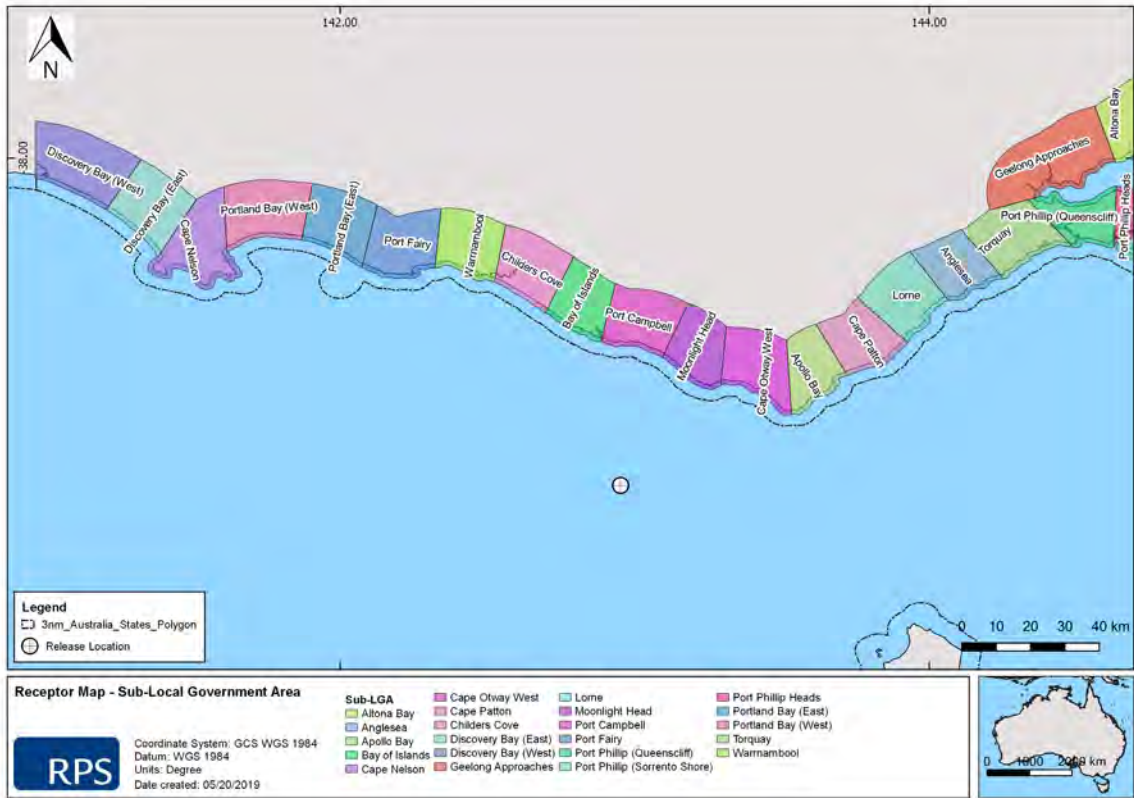 142.00
144.00
N
38.00
Altona Bay
Geelong Approaches
Discovery Bay (West)
Discovery Bay (East)
Cape Nelson
Portland Bay (West)
Portland Bay (East)
Port Fairy
Warrnambool
Childers Cove
Bay of Islands
Port Campbell
Moonlight Head
Cape Otway West
Apollo Bay
Cape Patton
Lorne
Anglesea
Torquay
Port Phillip (Queenscliff)
Port Phillip Heads
Legend
3nm_Australia_States_Polygon
Release Location
0 10 20 30 40 km
Receptor Map - Sub-Local Government Area
RPS
Coordinate System: GCS WGS 1984
Datum: WGS 1984
Units: Degree
Date created: 05/20/2019
Sub-LGA
Altona Bay
Anglesea
Apollo Bay
Bay of Islands
Cape Nelson
Cape Otway West
Cape Patton
Childers Cove
Discovery Bay (East)
Discovery Bay (West)
Geelong Approaches
Lorne
Moonlight Head
Port Campbell
Port Fairy
Port Phillip (Queenscliff)
Port Phillip (Sorrento Shore)
Port Phillip Heads
Portland Bay (East)
Portland Bay (West)
Torquay
Warrnambool
0 1000 2000 km